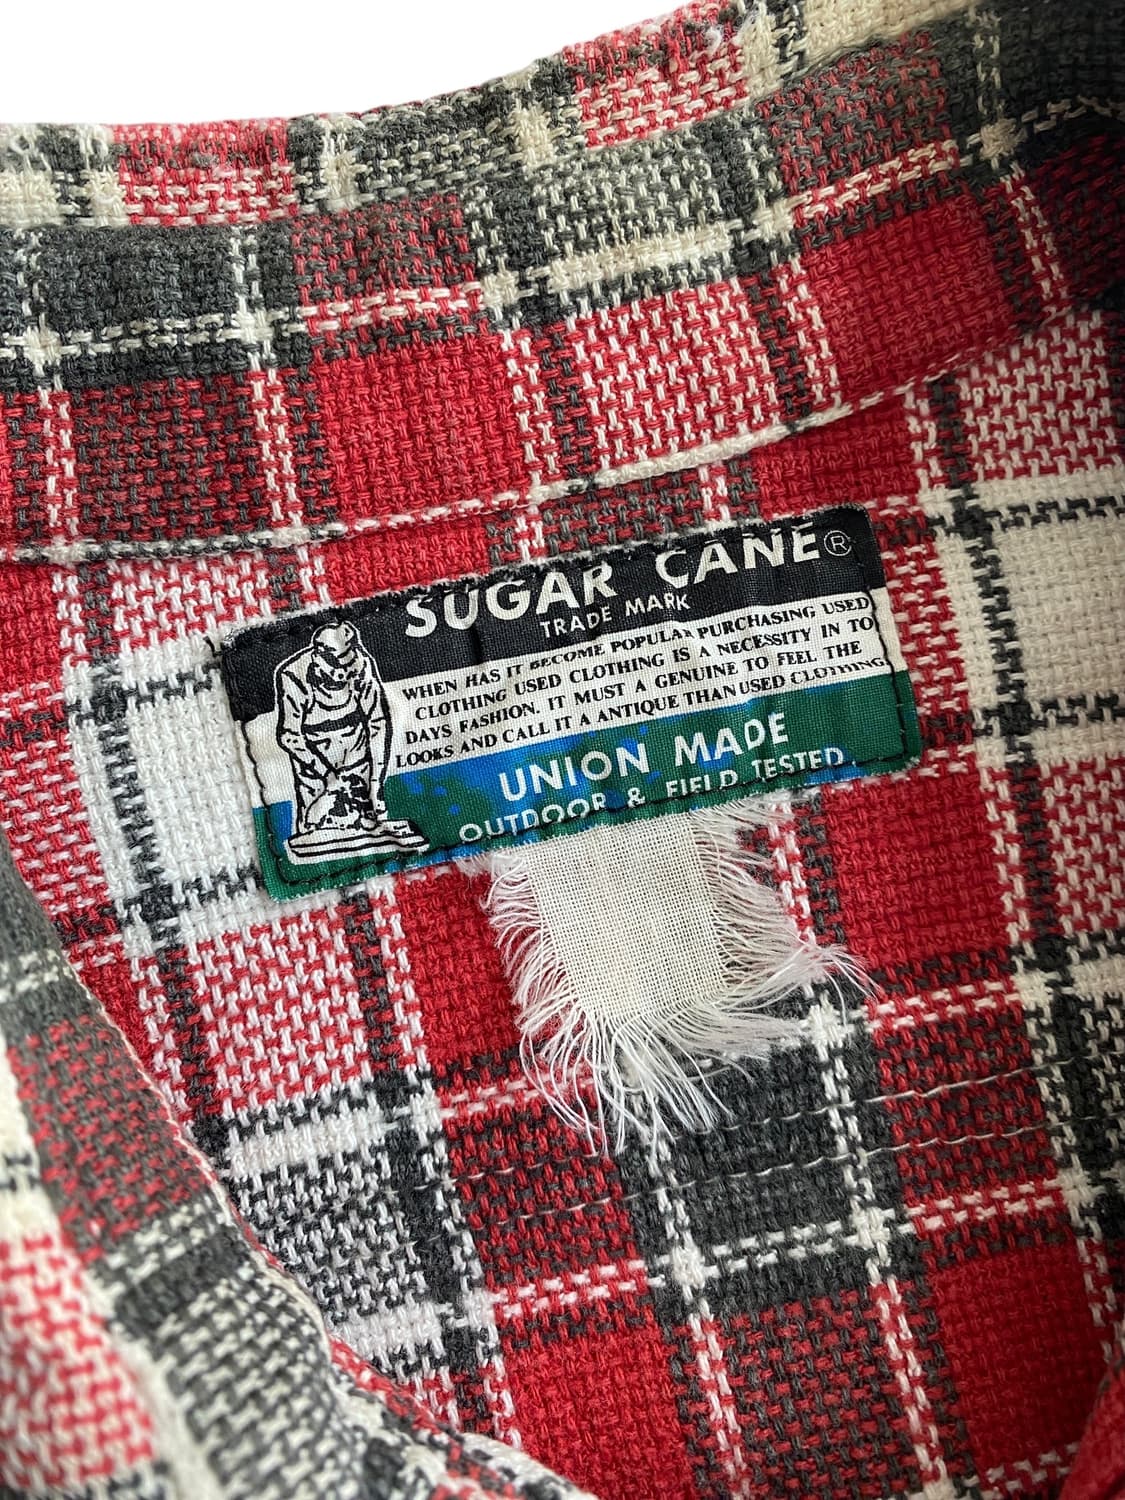 SUGAR CANE®
TRADE MARK
WHEN HAS IT BECOME POPULAR PURCHASING USED
CLOTHING USED CLOTHING IS A NECESSITY IN TO
DAYS FASHION. IT MUST A GENUINE TO FEEL THE
LOOKS AND CALL IT A ANTIQUE THAN USED CLOTHING
UNION MADE
OUTDOOR & FIELD TESTED.